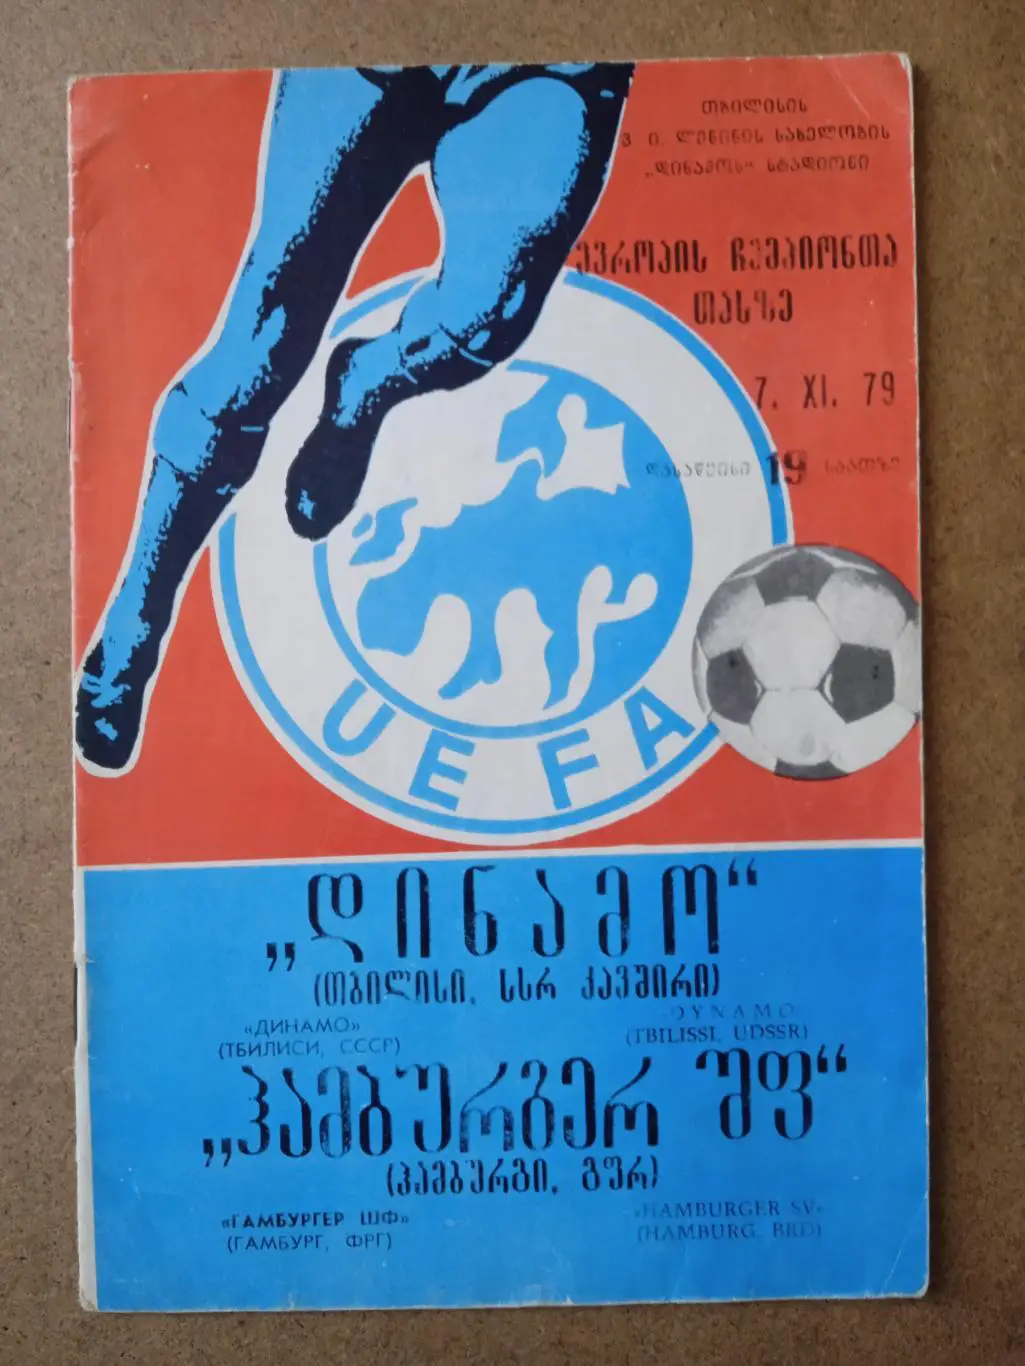 თბილისის
ვ. ი. ლენინის სახელობის
„დინამოს“ სტადიონი
ევროპის ჩემპიონთა
თასზე
7. XI. 79
დასაწყისი 19 საათზე
UEFA
„დინამო“
(თბილისი, სსრ კავშირი)
«ДИНАМО»
(ТБИЛИСИ, СССР)
DYNAMO
(TBILISSI, UDSSR)
„ჰამბურგერ შფ“
(ჰამბურგი, გფრ)
«ГАМБУРГЕР ШФ»
(ГАМБУРГ, ФРГ)
«HAMBURGER SV»
(HAMBURG, BRD)